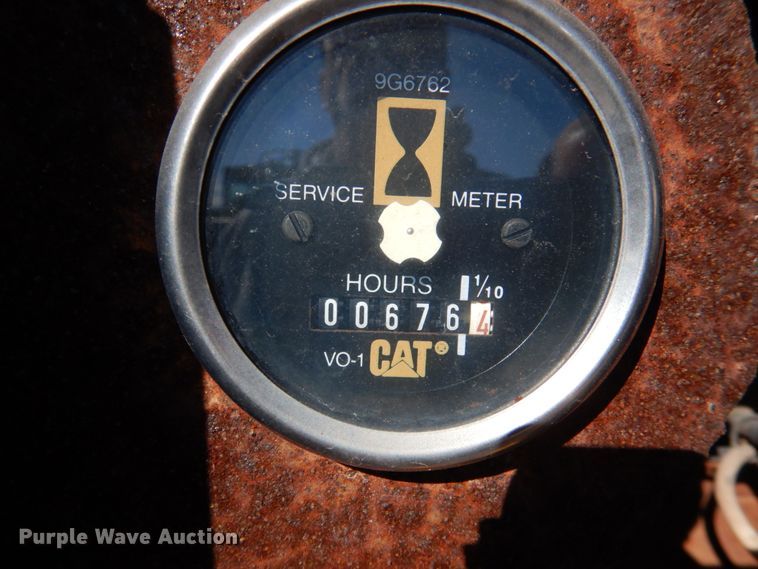 9G6762
SERVICE METER
HOURS 1/10
006764
VO-1 CAT®
Purple Wave Auction